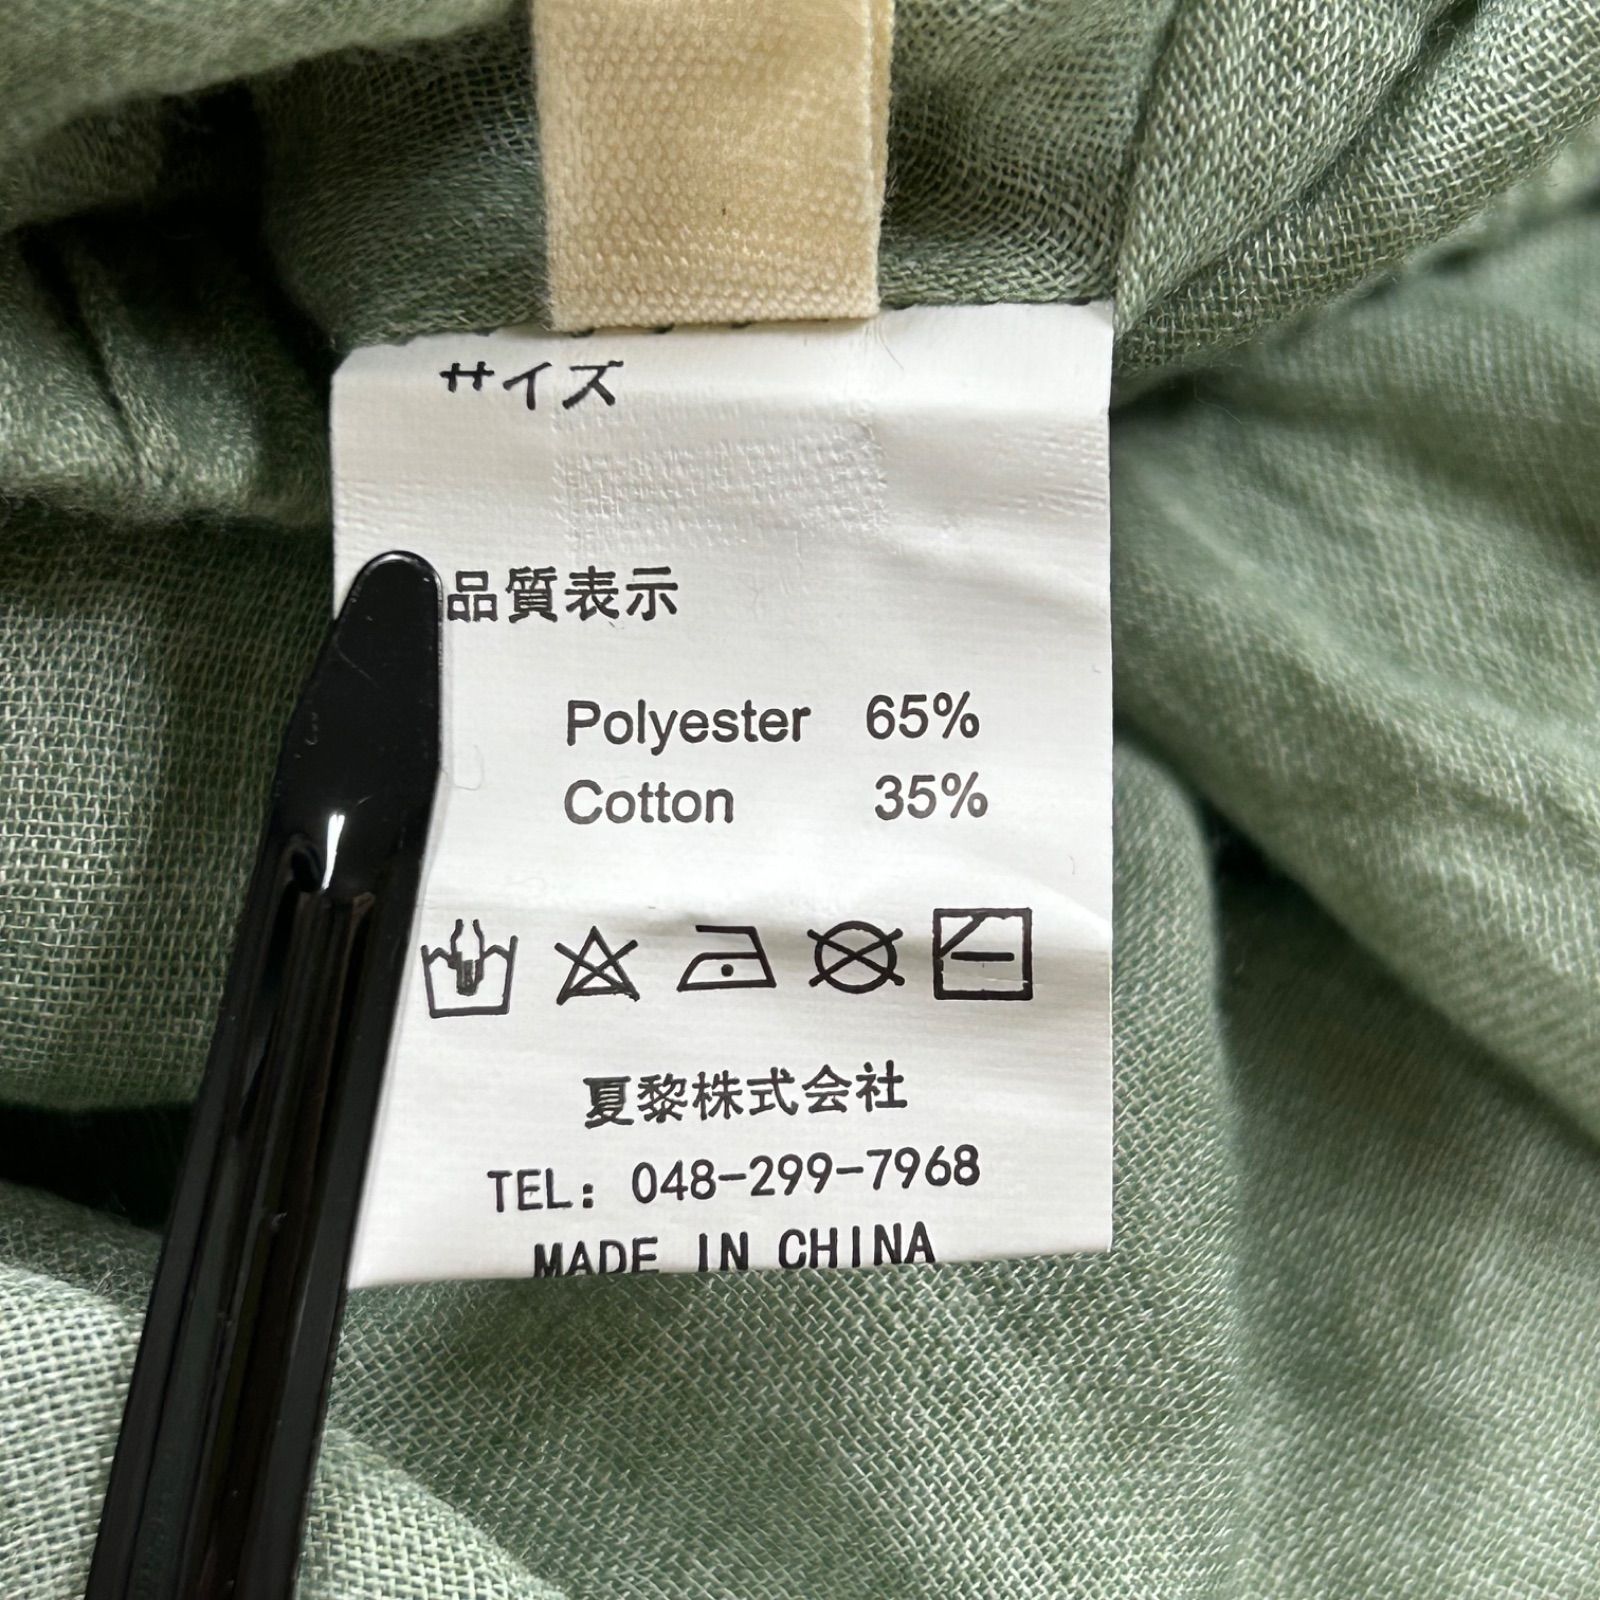 サイズ
品質表示
Polyester 65%
Cotton 35%
夏黎株式会社
TEL: 048-299-7968
MADE IN CHINA